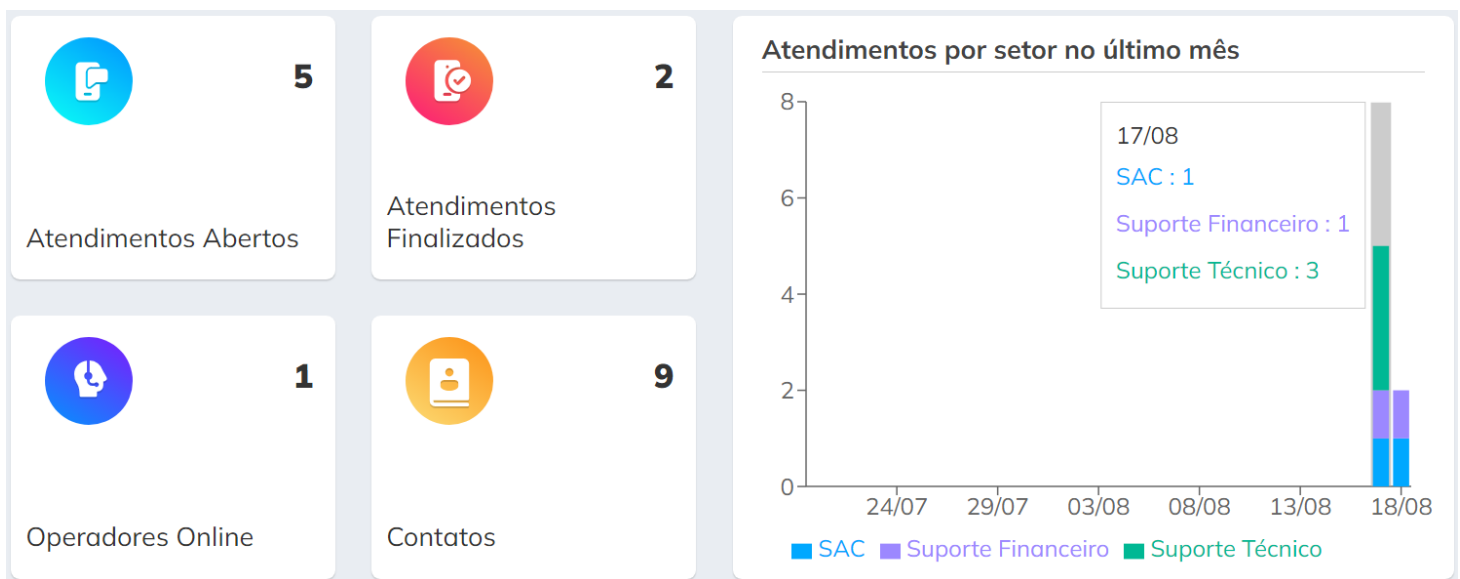 5
Atendimentos Abertos
2
Atendimentos
Finalizados
1
Operadores Online
9
Contatos
Atendimentos por setor no último mês
8
6
4
2
0
17/08
SAC : 1
Suporte Financeiro : 1
Suporte Técnico : 3
24/07 29/07 03/08 08/08 13/08 18/08
SAC Suporte Financeiro Suporte Técnico